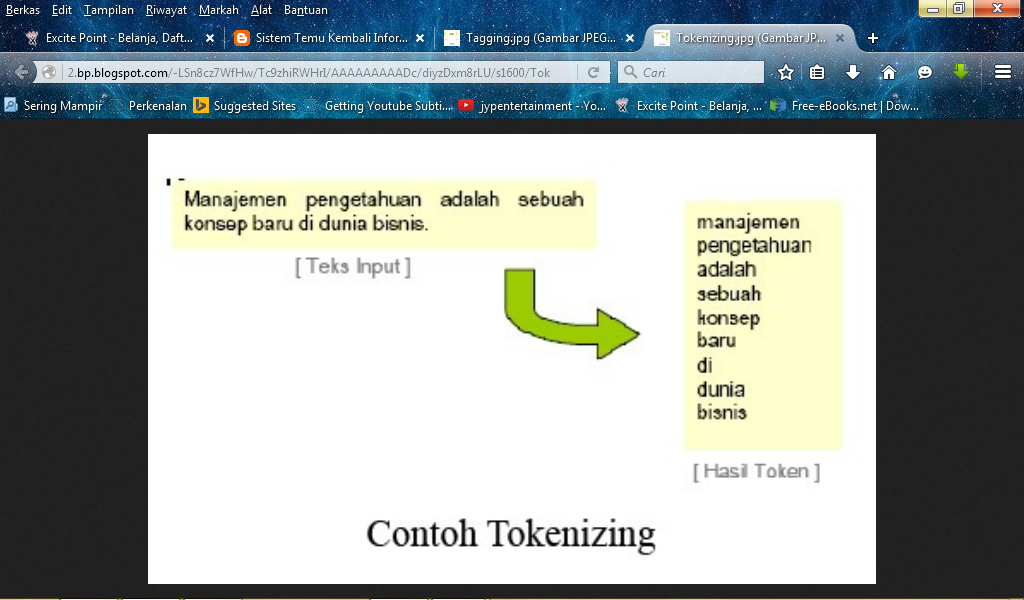 Berkas Edit Tampilan Riwayat Markah Alat Bantuan
Excite Point - Belanja, Daft... Sistem Temu Kembali Infor... Tagging.jpg (Gambar JPEG... Tokenizing.jpg (Gambar JP...
2.bp.blogspot.com/-LSn8cz7WfHw/Tc9zhiRWHrI/AAAAAAAAADc/diyzDxm8rLU/s1600/Tok Cari
Sering Mampir Perkenalan Suggested Sites Getting Youtube Subti... jypentertainment - Yo... Excite Point - Belanja, ... Free-eBooks.net | Dow...
Manajemen pengetahuan adalah sebuah
konsep baru di dunia bisnis.
[ Teks Input ]
manajemen
pengetahuan
adalah
sebuah
konsep
baru
di
dunia
bisnis
[ Hasil Token ]
Contoh Tokenizing